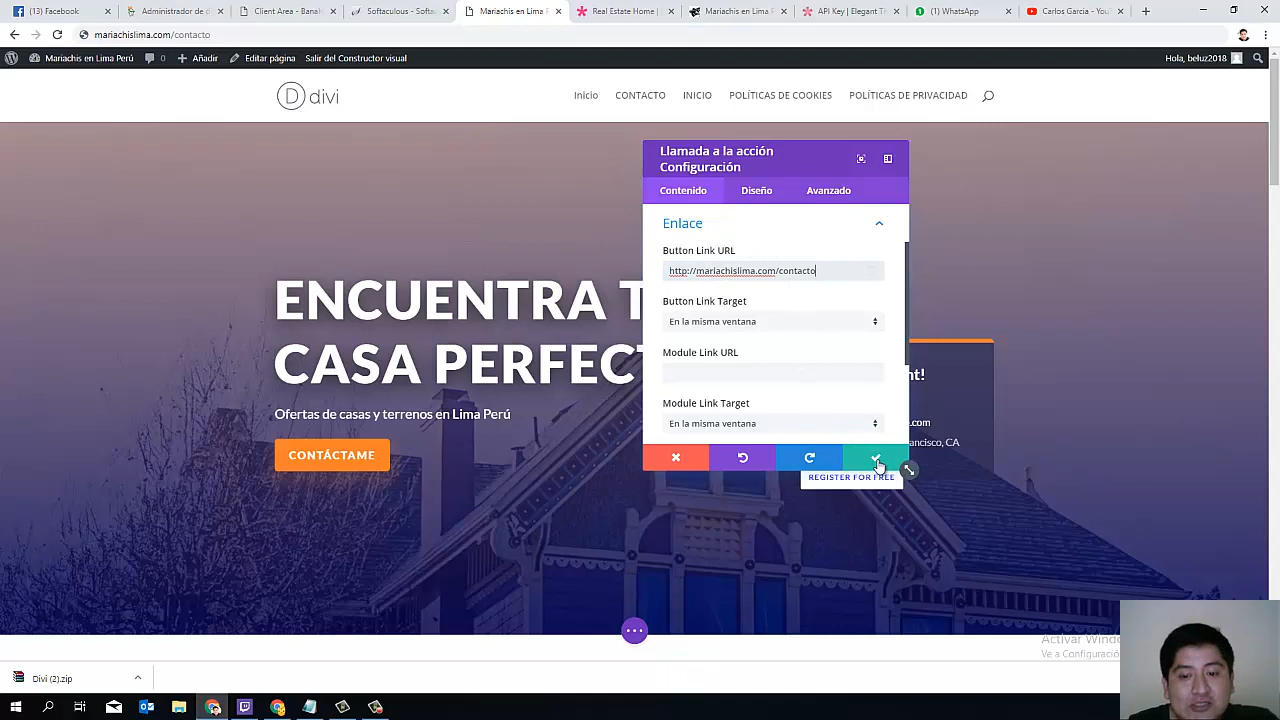 (13) Facebook
Administrador de d
Client Area - Bana
Softaculous - Softa
Mariachis en Lima P
Real Estate Home |
Mariachis en Lima P
API Key | Elegant T
(1) WhatsApp
Carlos Garcia - You
mariachislima.com/contacto
Mariachis en Lima Perú
0
Añadir
Editar página
Salir del Constructor visual
Hola, beluz2018
D divi
Inicio
CONTACTO
INICIO
POLÍTICAS DE COOKIES
POLÍTICAS DE PRIVACIDAD
ENCUENTRA T
CASA PERFEC
Ofertas de casas y terrenos en Lima Perú
CONTÁCTAME
Llamada a la acción
Configuración
Contenido
Diseño
Avanzado
Enlace
Button Link URL
http://mariachislima.com/contacto
Button Link Target
En la misma ventana
Module Link URL
Module Link Target
En la misma ventana
ht!
e.com
ancisco, CA
REGISTER FOR FREE
Activar Windo
Ve a Configuració
Divi (2).zip